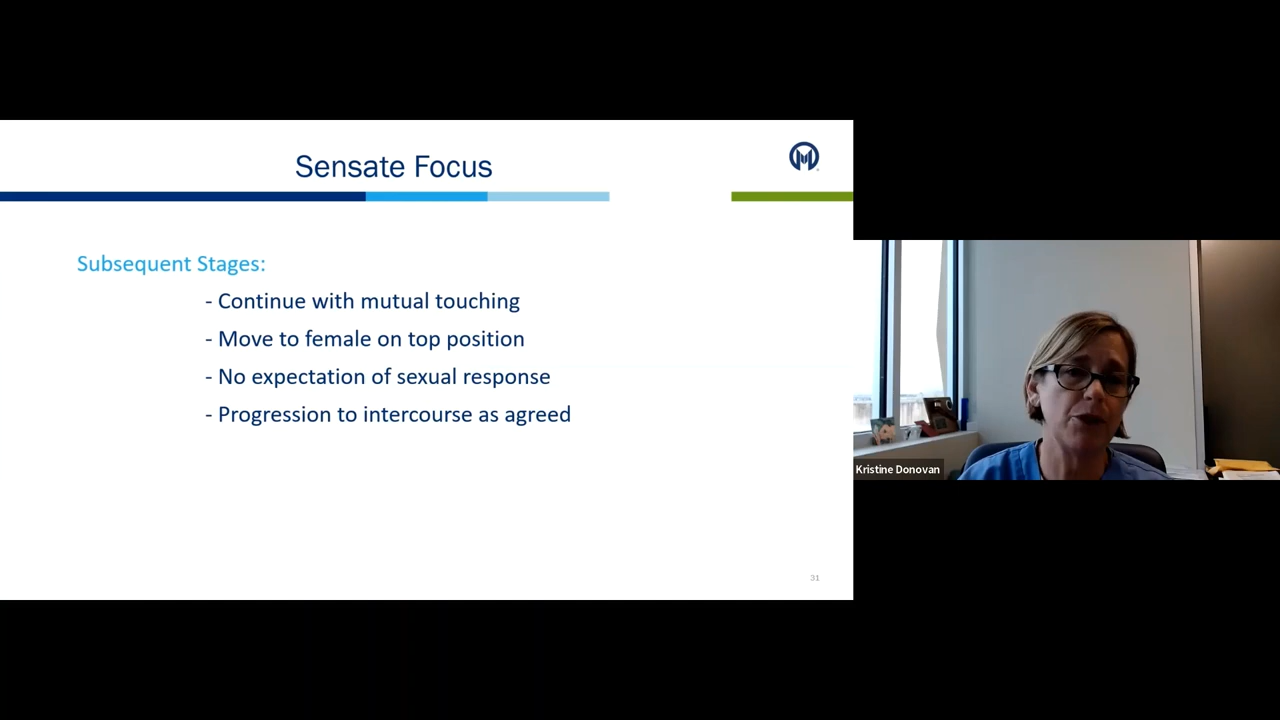 Sensate Focus
Subsequent Stages:
- Continue with mutual touching
- Move to female on top position
- No expectation of sexual response
- Progression to intercourse as agreed
31
Kristine Donovan